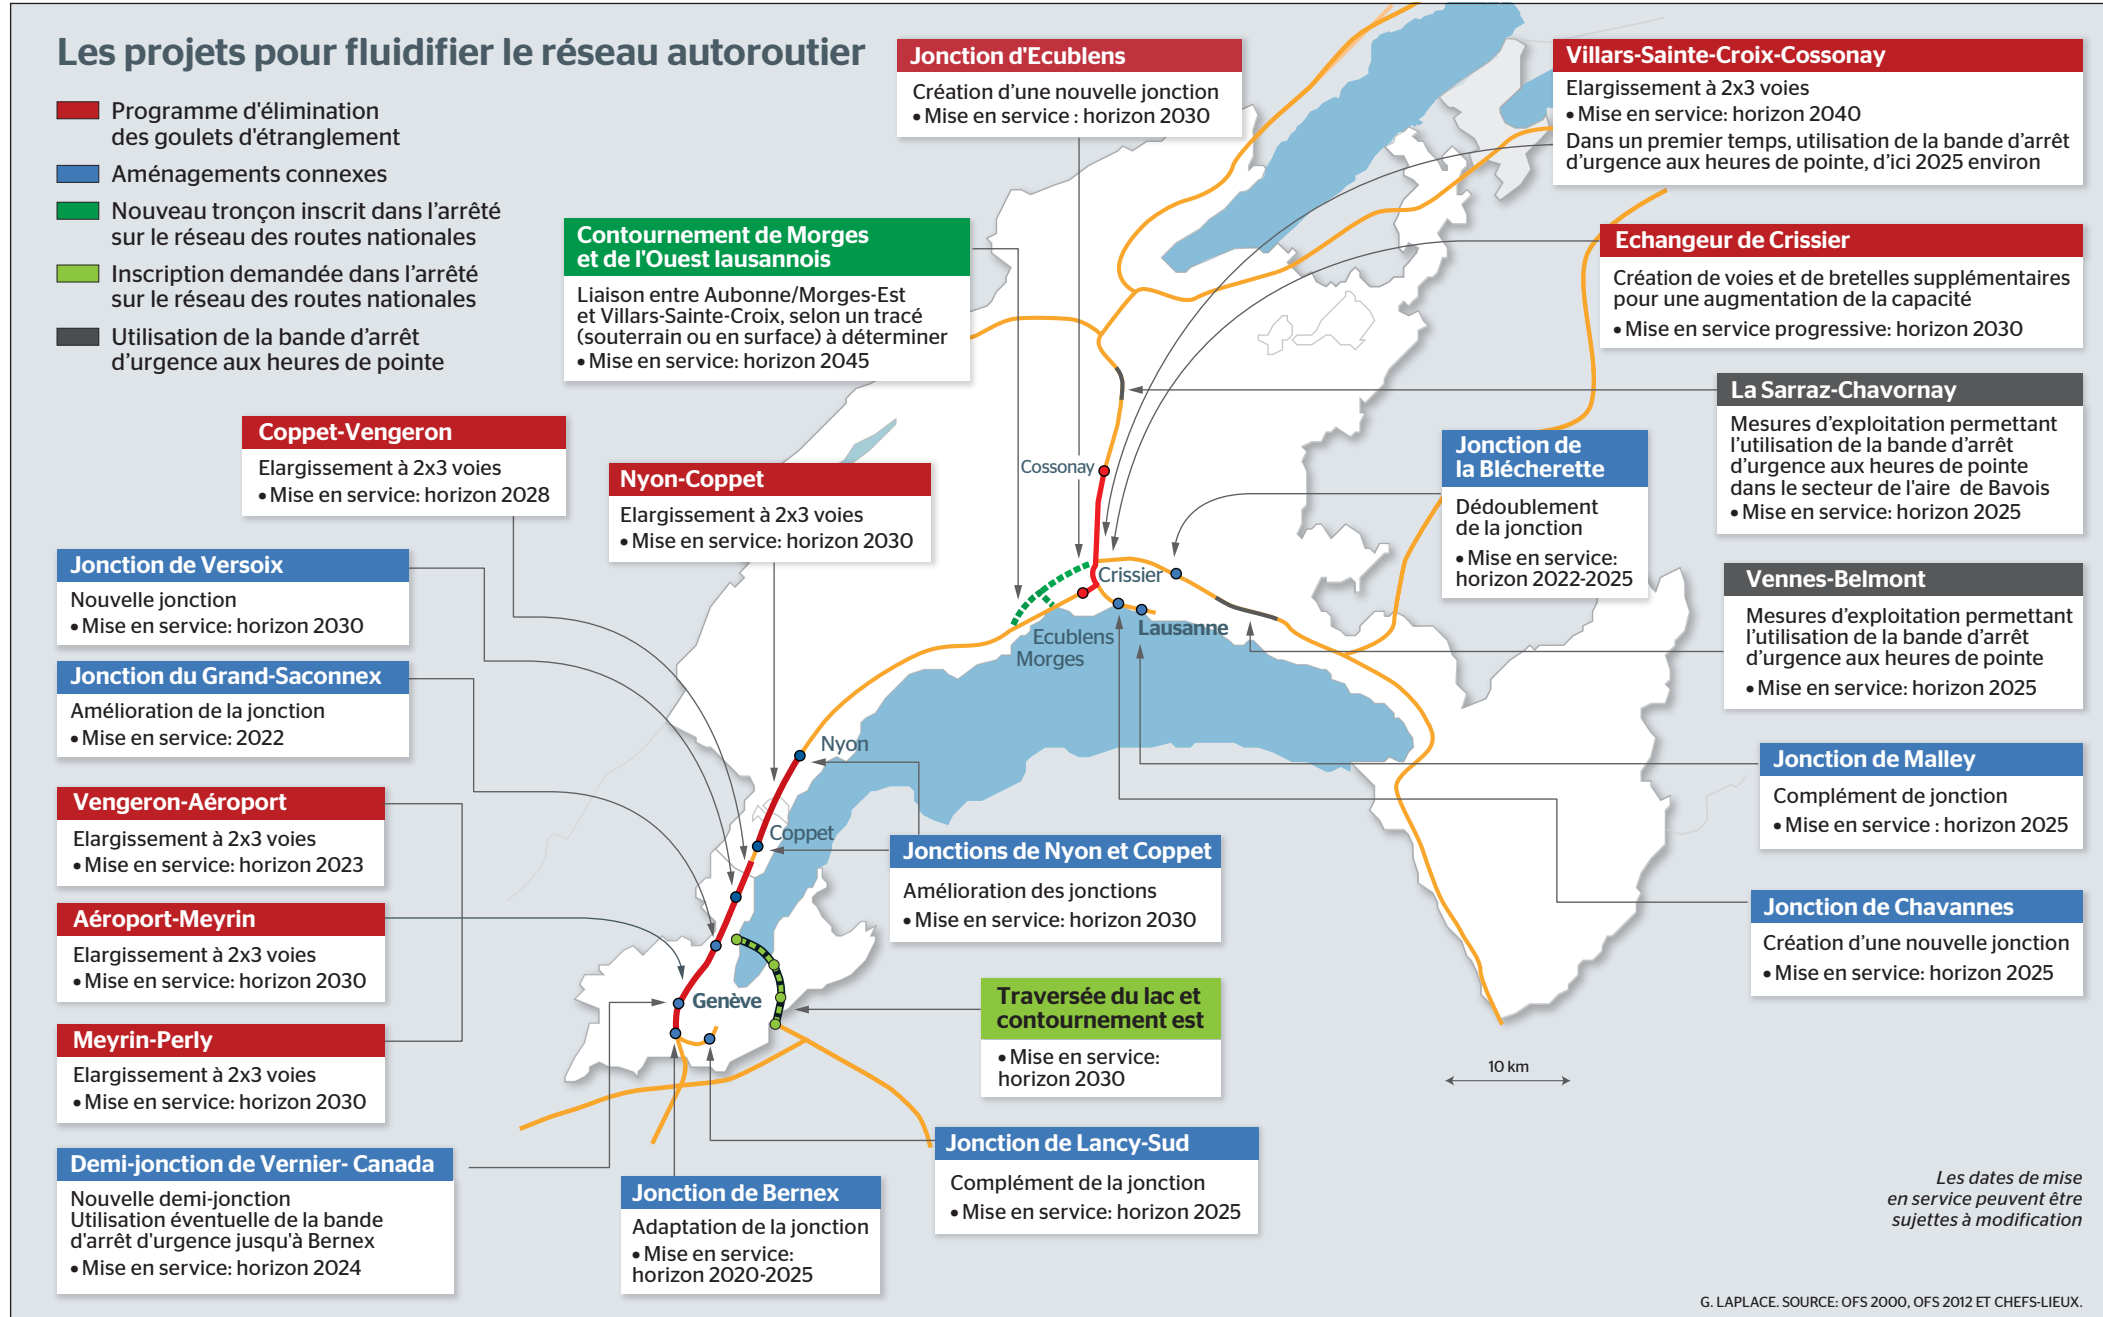 Les projets pour fluidifier le réseau autoroutier
Programme d'élimination
des goulets d'étranglement
Aménagements connexes
Nouveau tronçon inscrit dans l'arrêté
sur le réseau des routes nationales
Inscription demandée dans l'arrêté
sur le réseau des routes nationales
Utilisation de la bande d'arrêt
d'urgence aux heures de pointe
Jonction d'Ecublens
Création d'une nouvelle jonction
• Mise en service : horizon 2030
Villars-Sainte-Croix-Cossonay
Elargissement à 2x3 voies
• Mise en service: horizon 2040
Dans un premier temps, utilisation de la bande d'arrêt
d'urgence aux heures de pointe, d'ici 2025 environ
Contournement de Morges
et de l'Ouest lausannois
Liaison entre Aubonne/Morges-Est
et Villars-Sainte-Croix, selon un tracé
(souterrain ou en surface) à déterminer
• Mise en service: horizon 2045
Echangeur de Crissier
Création de voies et de bretelles supplémentaires
pour une augmentation de la capacité
• Mise en service progressive: horizon 2030
La Sarraz-Chavornay
Mesures d'exploitation permettant
l'utilisation de la bande d'arrêt
d'urgence aux heures de pointe
dans le secteur de l'aire de Bavois
• Mise en service: horizon 2025
Coppet-Vengeron
Elargissement à 2x3 voies
• Mise en service: horizon 2028
Nyon-Coppet
Elargissement à 2x3 voies
• Mise en service: horizon 2030
Jonction de
la Blécherette
Dédoublement
de la jonction
• Mise en service:
horizon 2022-2025
Jonction de Versoix
Nouvelle jonction
• Mise en service: horizon 2030
Vennes-Belmont
Mesures d'exploitation permettant
l'utilisation de la bande d'arrêt
d'urgence aux heures de pointe
• Mise en service: horizon 2025
Jonction du Grand-Saconnex
Amélioration de la jonction
• Mise en service: 2022
Cossonay
Crissier
Ecublens
Lausanne
Morges
Nyon
Coppet
Genève
Jonction de Malley
Complément de jonction
• Mise en service : horizon 2025
Vengeron-Aéroport
Elargissement à 2x3 voies
• Mise en service: horizon 2023
Jonctions de Nyon et Coppet
Amélioration des jonctions
• Mise en service: horizon 2030
Jonction de Chavannes
Création d'une nouvelle jonction
• Mise en service: horizon 2025
Aéroport-Meyrin
Elargissement à 2x3 voies
• Mise en service: horizon 2030
Traversée du lac et
contournement est
• Mise en service:
horizon 2030
Meyrin-Perly
Elargissement à 2x3 voies
• Mise en service: horizon 2030
10 km
Jonction de Lancy-Sud
Complément de la jonction
• Mise en service: horizon 2025
Demi-jonction de Vernier- Canada
Nouvelle demi-jonction
Utilisation éventuelle de la bande
d'arrêt d'urgence jusqu'à Bernex
• Mise en service: horizon 2024
Jonction de Bernex
Adaptation de la jonction
• Mise en service:
horizon 2020-2025
Les dates de mise
en service peuvent être
sujettes à modification
G. LAPLACE. SOURCE: OFS 2000, OFS 2012 ET CHEFS-LIEUX.